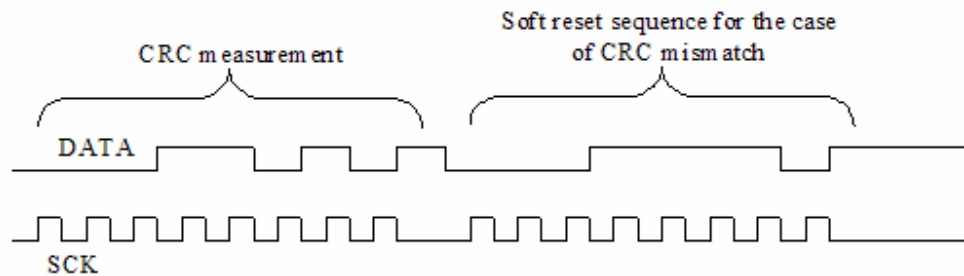 CRC measurement
Soft reset sequence for the case
of CRC mismatch
DATA
SCK